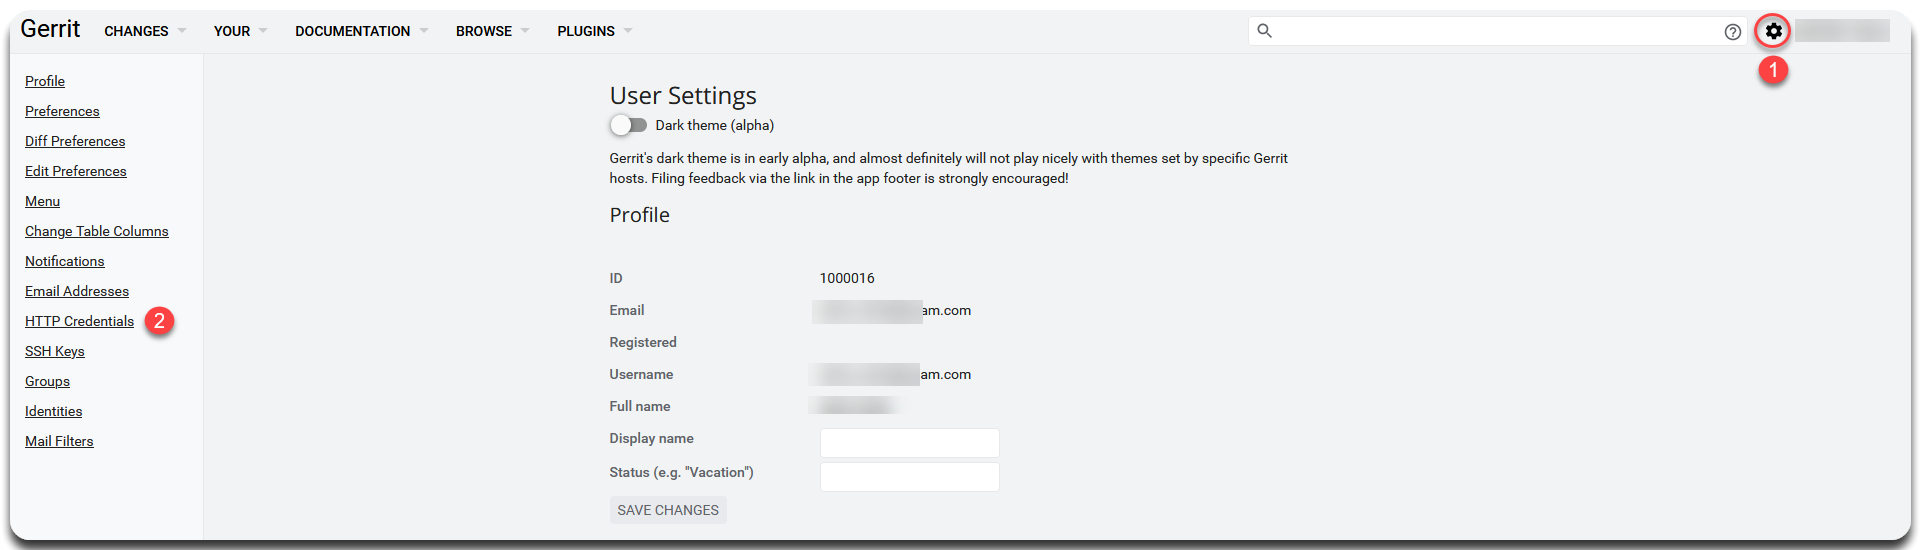 Gerrit CHANGES YOUR DOCUMENTATION BROWSE PLUGINS
1
Profile
Preferences
Diff Preferences
Edit Preferences
Menu
Change Table Columns
Notifications
Email Addresses
HTTP Credentials 2
SSH Keys
Groups
Identities
Mail Filters
User Settings
Dark theme (alpha)
Gerrit's dark theme is in early alpha, and almost definitely will not play nicely with themes set by specific Gerrit
hosts. Filing feedback via the link in the app footer is strongly encouraged!
Profile
ID 1000016
Email am.com
Registered
Username am.com
Full name
Display name
Status (e.g. "Vacation")
SAVE CHANGES